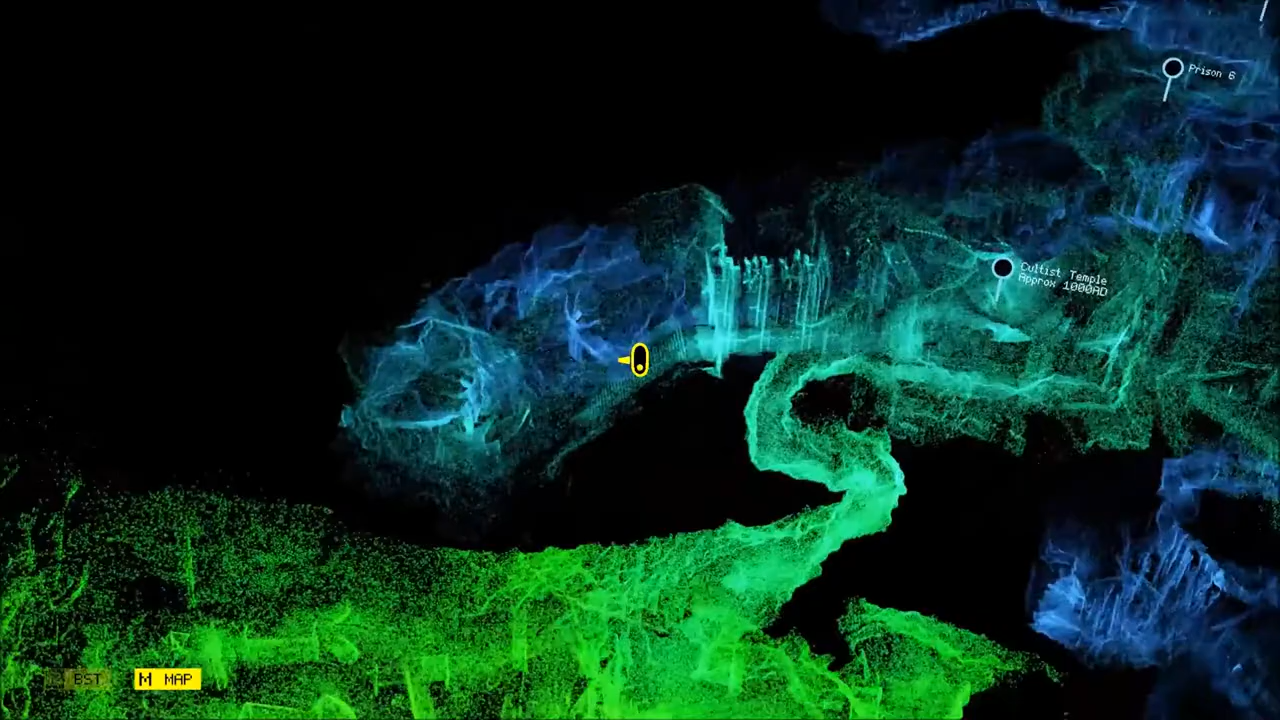 Prison 6
Cultist Temple
Approx 1000AD
BST
M MAP